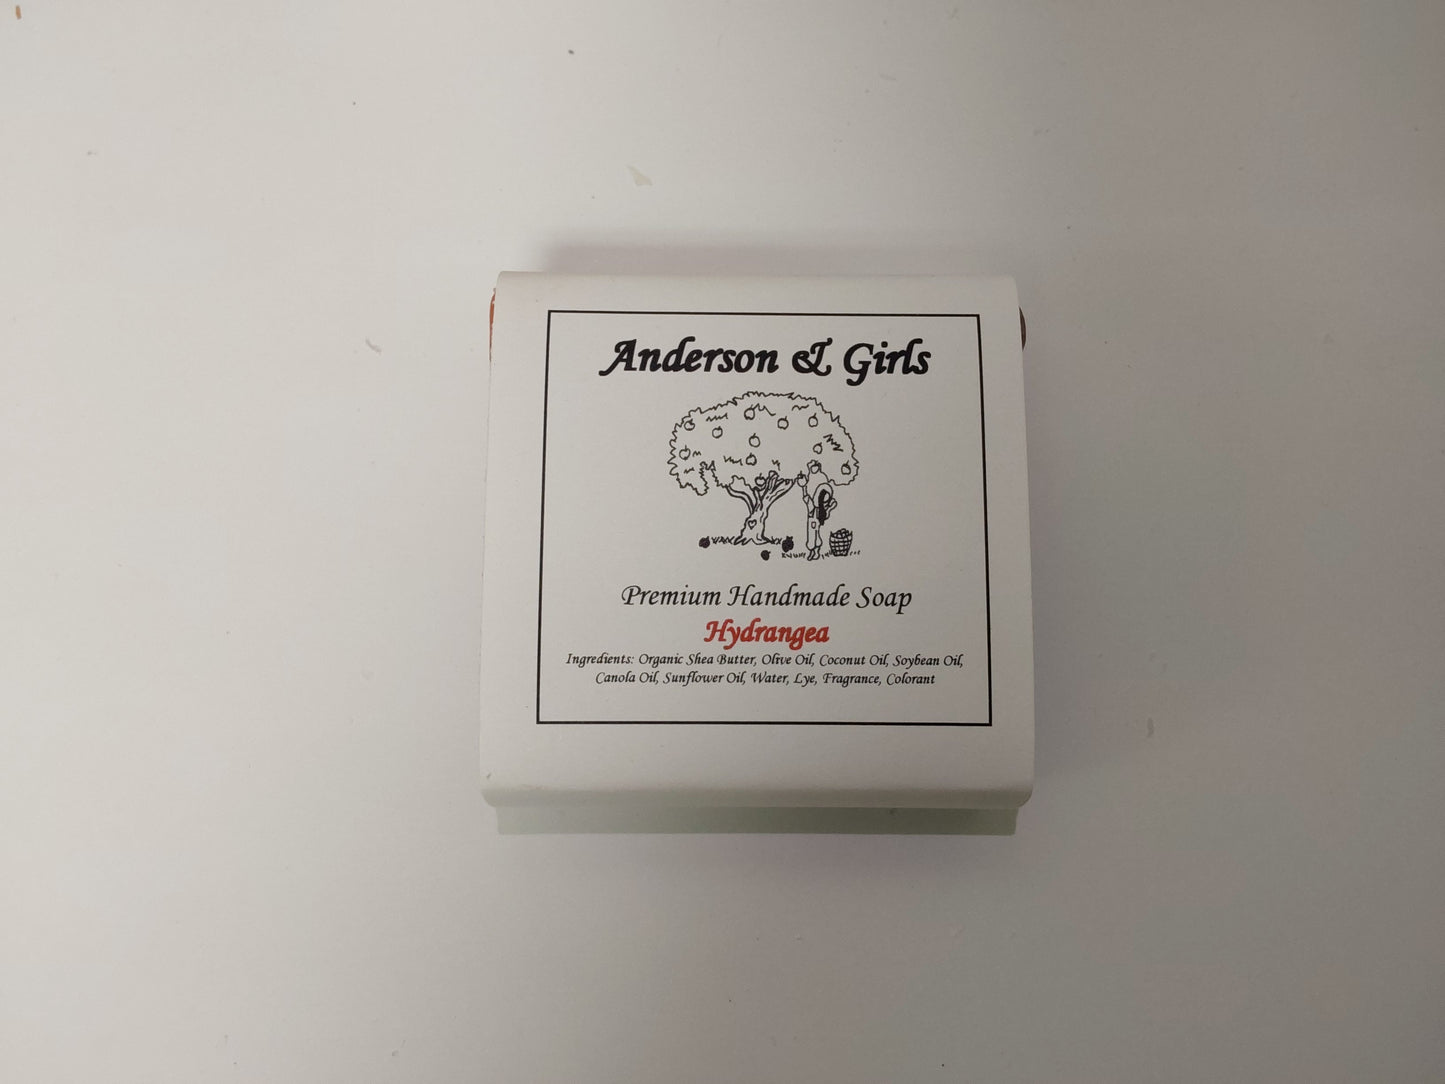 Anderson & Girls
Premium Handmade Soap
Hydrangea
Ingredients: Organic Shea Butter, Olive Oil, Coconut Oil, Soybean Oil,
Canola Oil, Sunflower Oil, Water, Lye, Fragrance, Colorant